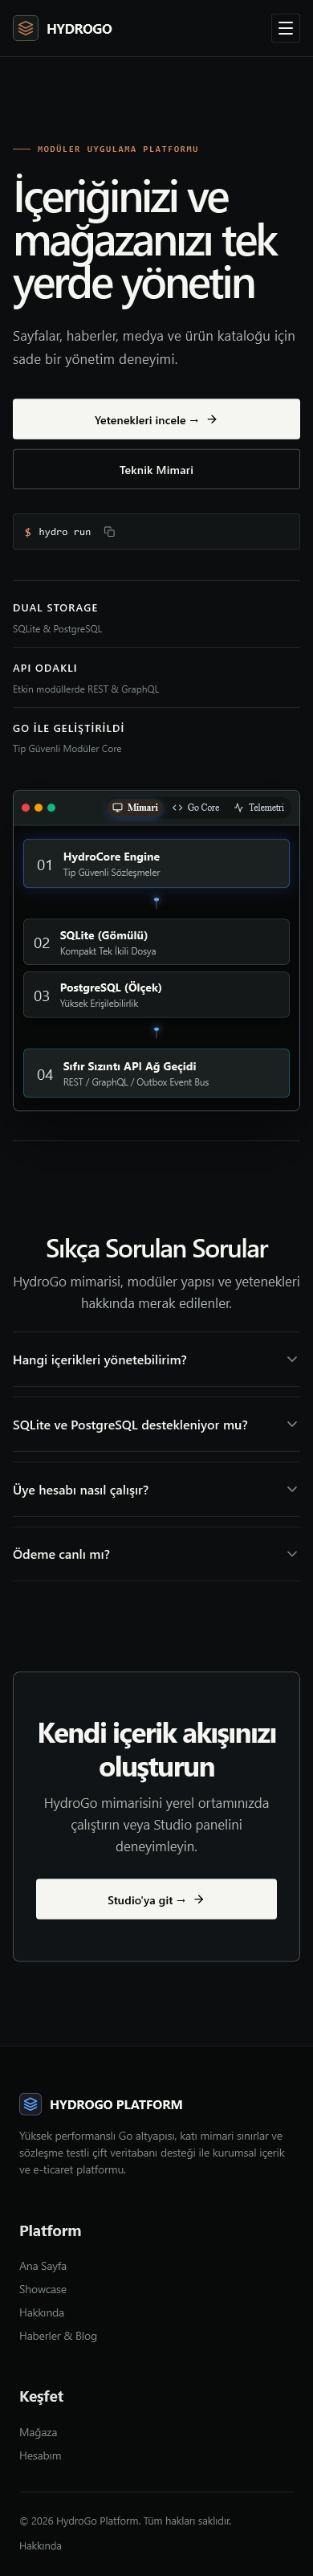 HYDROGO
MODÜLER UYGULAMA PLATFORMU
İçeriğinizi ve
mağazanızı tek
yerde yönetin
Sayfalar, haberler, medya ve ürün kataloğu için
sade bir yönetim deneyimi.
Yetenekleri incele → →
Teknik Mimari
$ hydro run
DUAL STORAGE
SQLite & PostgreSQL
API ODAKLI
Etkin modüllerde REST & GraphQL
GO İLE GELİŞTİRİLDİ
Tip Güvenli Modüler Core
Mimari Go Core Telemetri
01 HydroCore Engine
Tip Güvenli Sözleşmeler
02 SQLite (Gömülü)
Kompakt Tek İkili Dosya
03 PostgreSQL (Ölçek)
Yüksek Erişilebilirlik
04 Sıfır Sızıntı API Ağ Geçidi
REST / GraphQL / Outbox Event Bus
Sıkça Sorulan Sorular
HydroGo mimarisi, modüler yapısı ve yetenekleri
hakkında merak edilenler.
Hangi içerikleri yönetebilirim?
SQLite ve PostgreSQL destekleniyor mu?
Üye hesabı nasıl çalışır?
Ödeme canlı mı?
Kendi içerik akışınızı
oluşturun
HydroGo mimarisini yerel ortamınızda
çalıştırın veya Studio panelini
deneyimleyin.
Studio'ya git → →
HYDROGO PLATFORM
Yüksek performanslı Go altyapısı, katı mimari sınırlar ve
sözleşme testli çift veritabanı desteği ile kurumsal içerik
ve e-ticaret platformu.
Platform
Ana Sayfa
Showcase
Hakkında
Haberler & Blog
Keşfet
Mağaza
Hesabım
© 2026 HydroGo Platform. Tüm hakları saklıdır.
Hakkında